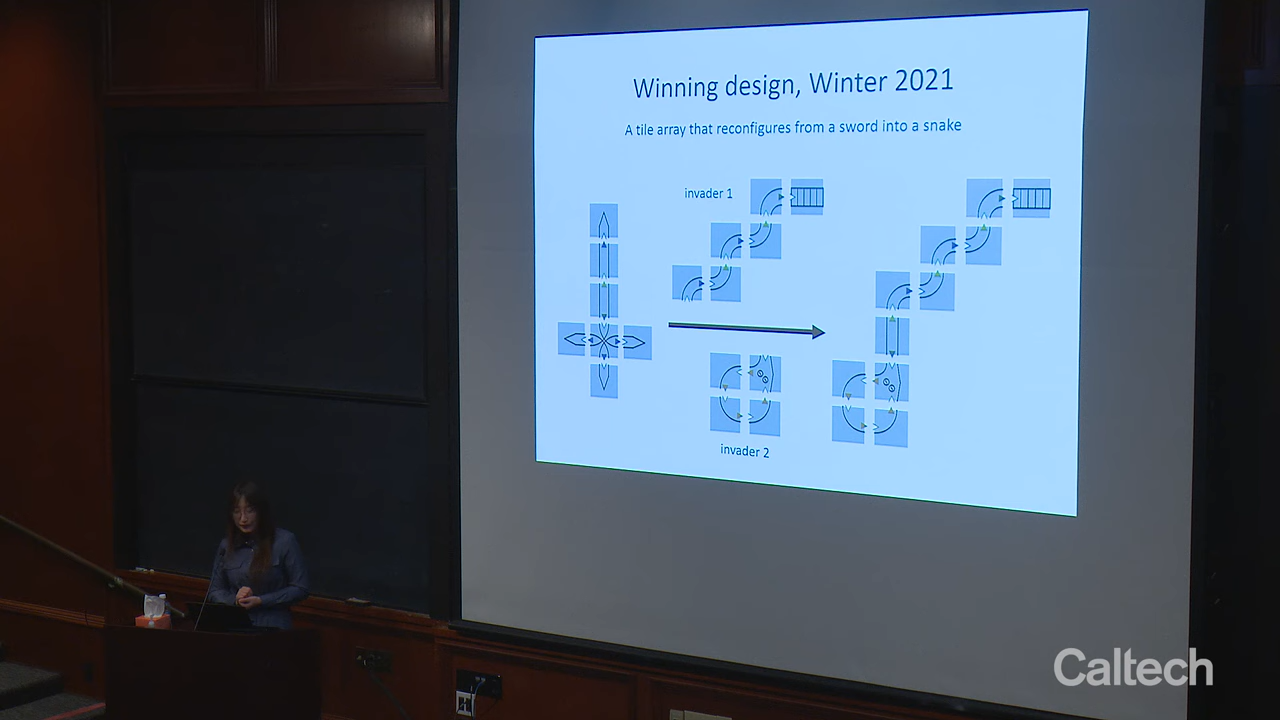 Winning design, Winter 2021
A tile array that reconfigures from a sword into a snake
invader 1
invader 2
Caltech